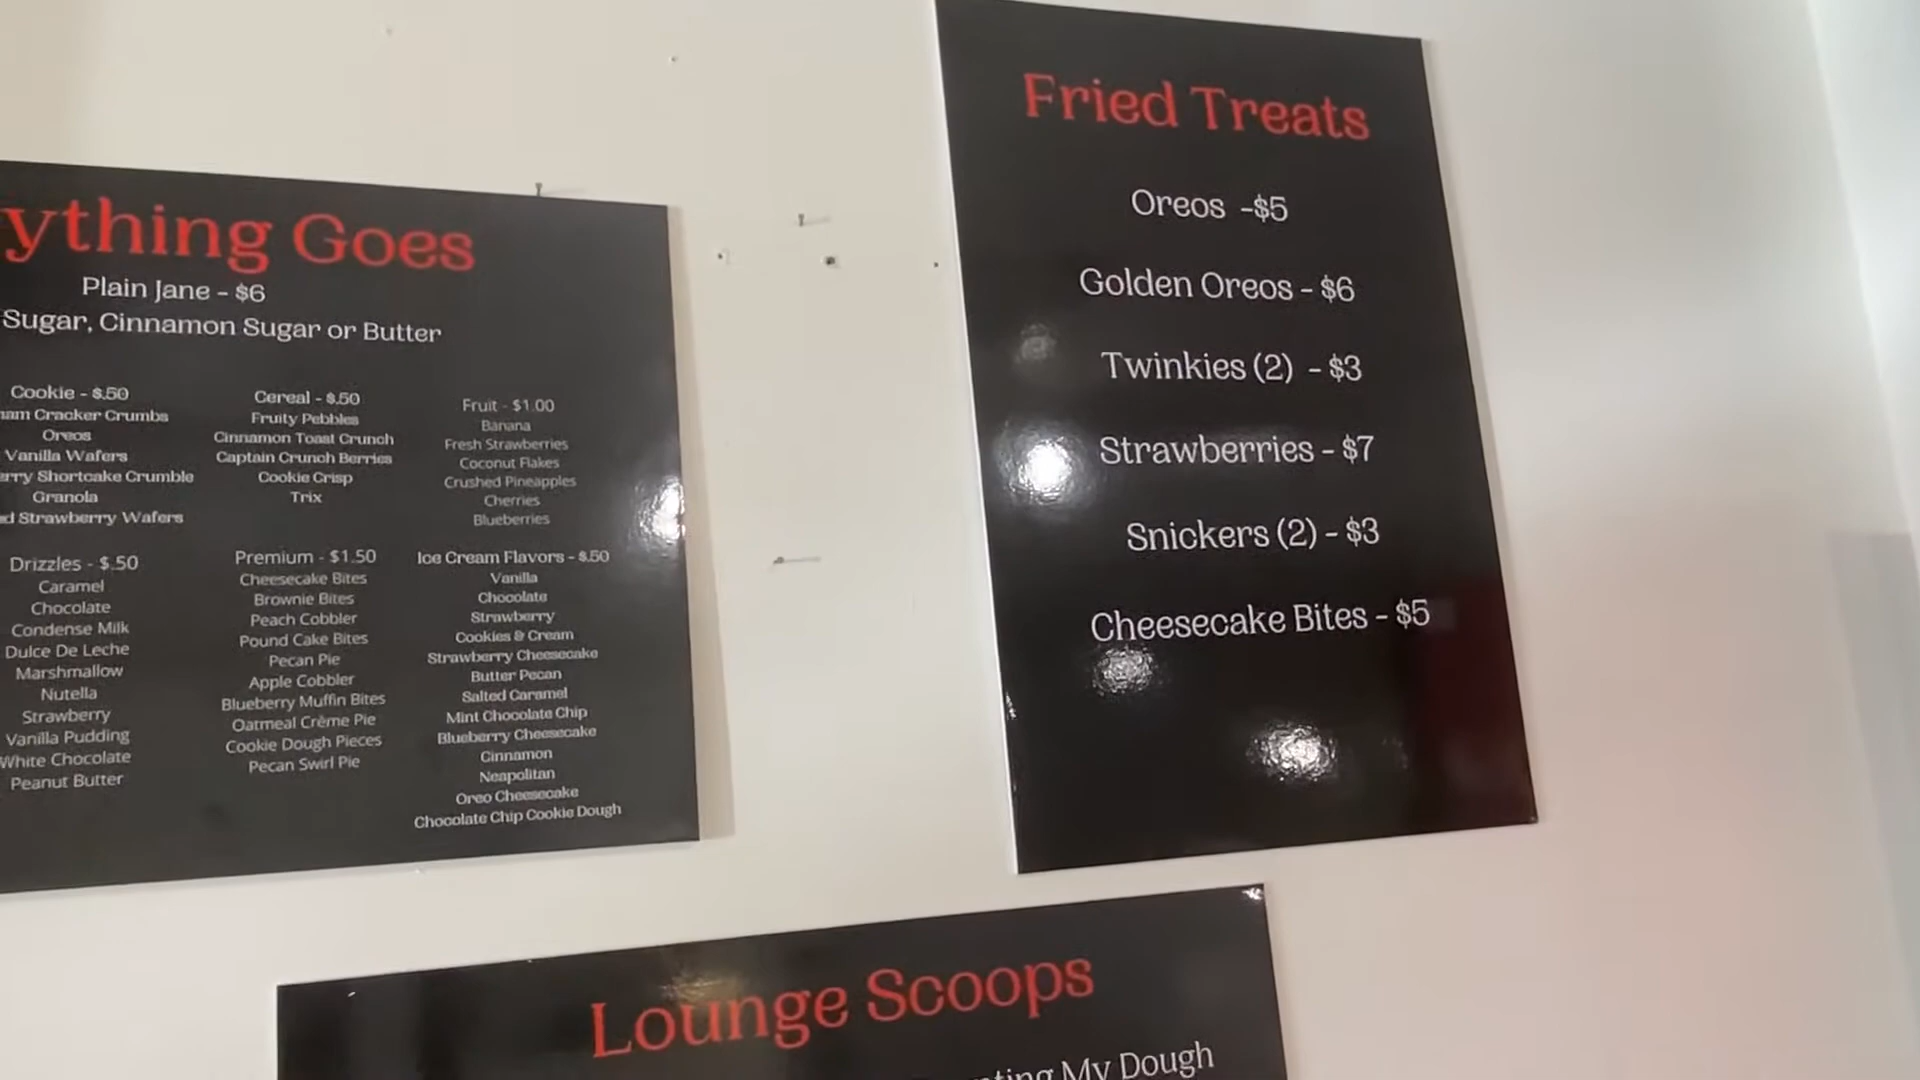 Goes
Plain Jane - $6
Sugar, Cinnamon Sugar or Butter
Cookie - $.50
Cracker Crumbs
Oreos
Vanilla Wafers
Shortcake Crumble
Granola
Strawberry Wafers
Cereal - $.50
Fruity Pebbles
Cinnamon Toast Crunch
Captain Crunch Berries
Cookie Crisp
Trix
Fruit - $1.00
Banana
Fresh Strawberries
Coconut Flakes
Crushed Pineapples
Cherries
Blueberries
Drizzles - $.50
Caramel
Chocolate
Condense Milk
Dulce De Leche
Marshmallow
Nutella
Strawberry
Vanilla Pudding
White Chocolate
Peanut Butter
Premium - $1.50
Cheesecake Bites
Brownie Bites
Peach Cobbler
Pound Cake Bites
Pecan Pie
Apple Cobbler
Blueberry Muffin Bites
Oatmeal Crème Pie
Cookie Dough Pieces
Pecan Swirl Pie
Ice Cream Flavors - $.50
Vanilla
Chocolate
Strawberry
Cookies & Cream
Strawberry Cheesecake
Butter Pecan
Salted Caramel
Mint Chocolate Chip
Blueberry Cheesecake
Cinnamon
Neapolitan
Oreo Cheesecake
Chocolate Chip Cookie Dough
Fried Treats
Oreos -$5
Golden Oreos - $6
Twinkies (2) - $3
Strawberries - $7
Snickers (2) - $3
Cheesecake Bites - $5
Lounge Scoops
My Dough